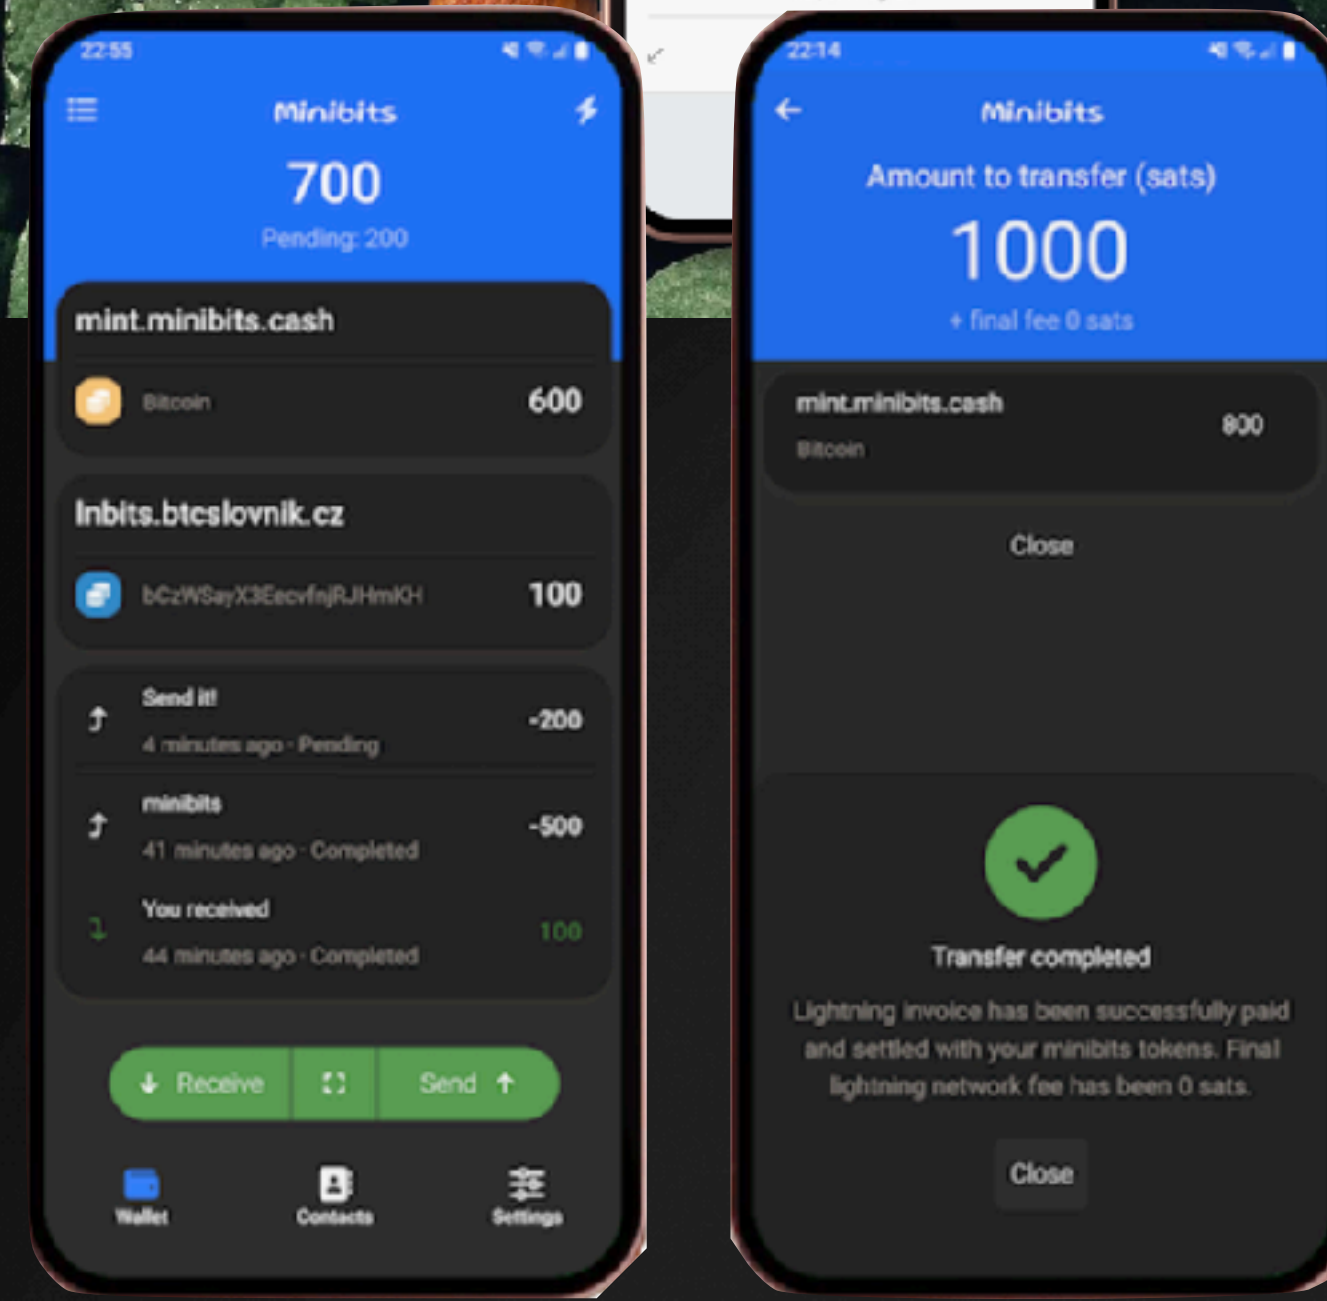 22:55
Minibits
700
Pending: 200
mint.minibits.cash
Bitcoin
600
lnbits.btcslovnik.cz
bCzWSayX3EecvfnjRJHmKH
100
Send it!
-200
4 minutes ago · Pending
minibits
-500
41 minutes ago · Completed
You received
100
44 minutes ago · Completed
Receive
Send
Wallet
Contacts
Settings
22:14
Minibits
Amount to transfer (sats)
1000
+ final fee 0 sats
mint.minibits.cash
800
Bitcoin
Close
Transfer completed
Lightning invoice has been successfully paid
and settled with your minibits tokens. Final
lightning network fee has been 0 sats.
Close